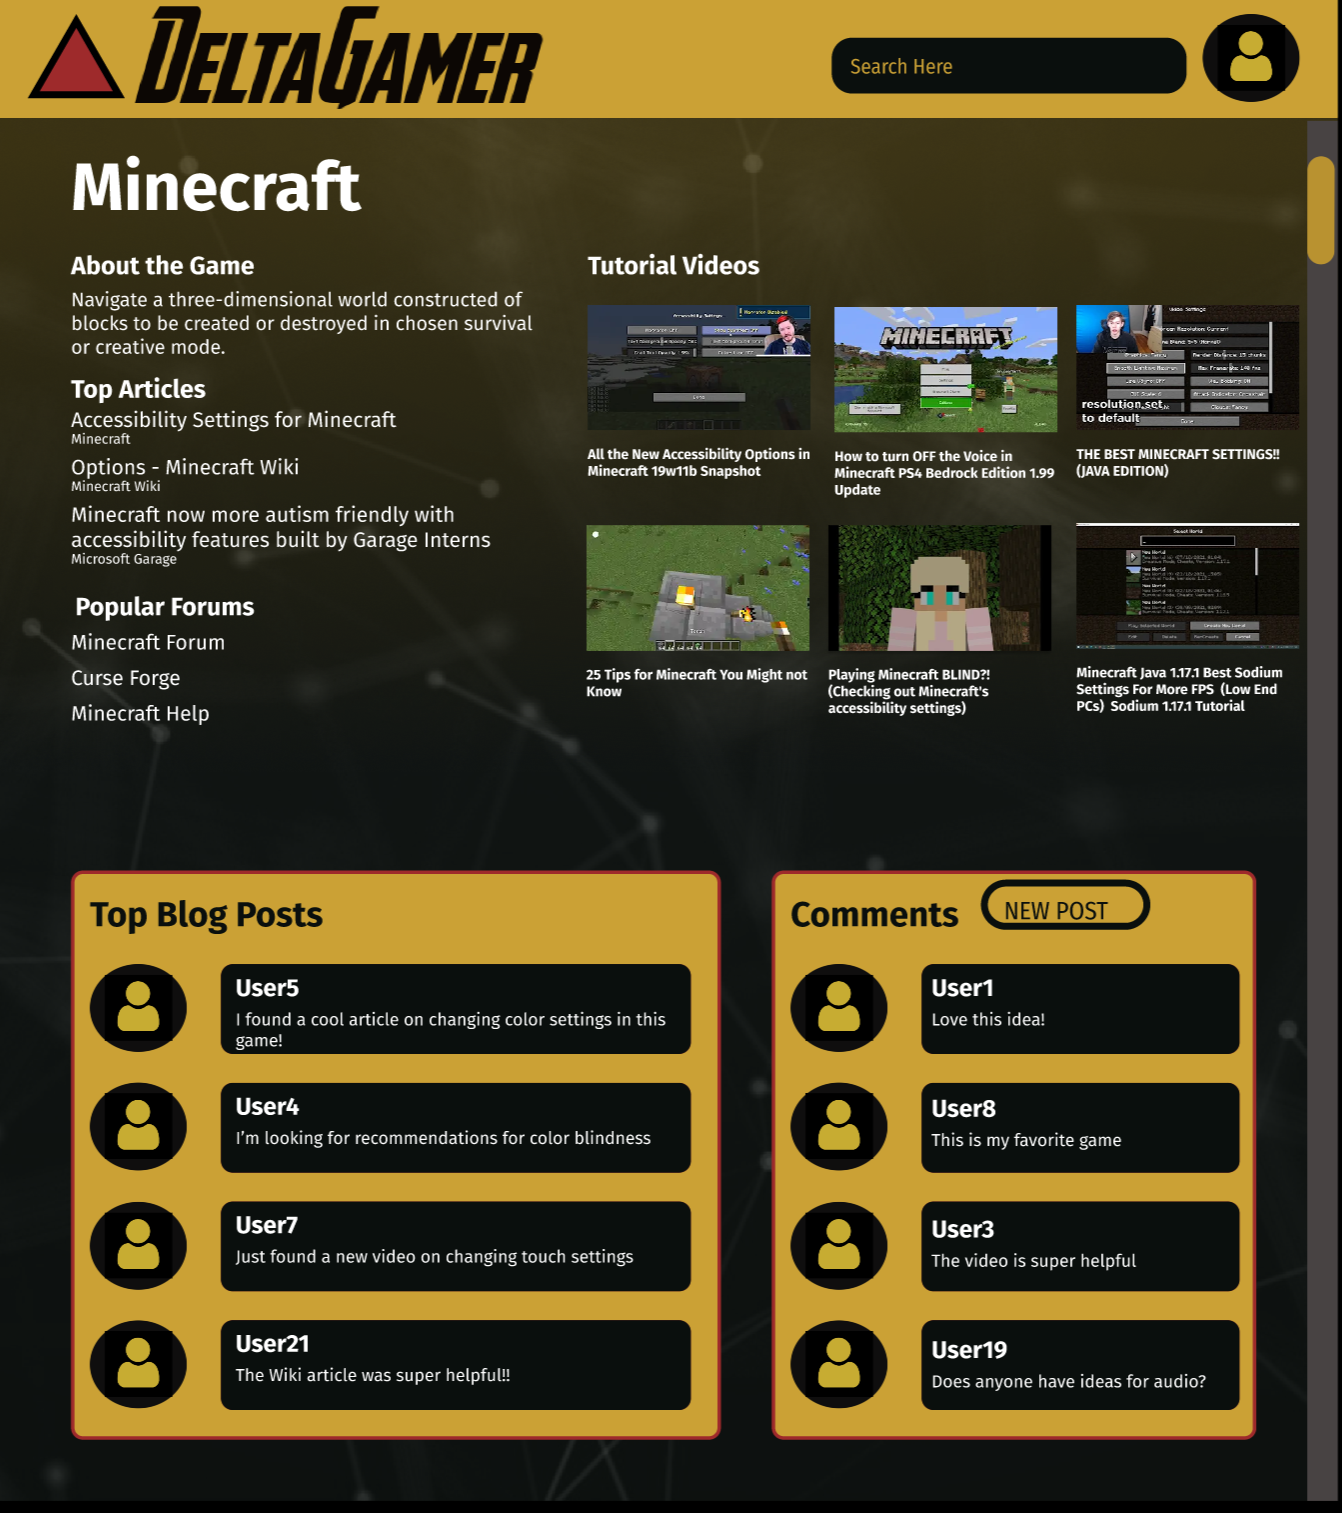 DELTAGAMER
Search Here
Minecraft
About the Game
Navigate a three-dimensional world constructed of
blocks to be created or destroyed in chosen survival
or creative mode.
Top Articles
Accessibility Settings for Minecraft
Minecraft
Options - Minecraft Wiki
Minecraft Wiki
Minecraft now more autism friendly with
accessibility features built by Garage Interns
Microsoft Garage
Popular Forums
Minecraft Forum
Curse Forge
Minecraft Help
Tutorial Videos
MINECRAFT
resolution set
to default
All the New Accessibility Options in
Minecraft 19w11b Snapshot
How to turn OFF the Voice in
Minecraft PS4 Bedrock Edition 1.99
Update
THE BEST MINECRAFT SETTINGS!!
(JAVA EDITION)
25 Tips for Minecraft You Might not
Know
Playing Minecraft BLIND?!
(Checking out Minecraft's
accessibility settings)
Minecraft Java 1.17.1 Best Sodium
Settings For More FPS (Low End
PCs) Sodium 1.17.1 Tutorial
Top Blog Posts
User5
I found a cool article on changing color settings in this
game!
User4
I'm looking for recommendations for color blindness
User7
Just found a new video on changing touch settings
User21
The Wiki article was super helpful!!
Comments
NEW POST
User1
Love this idea!
User8
This is my favorite game
User3
The video is super helpful
User19
Does anyone have ideas for audio?